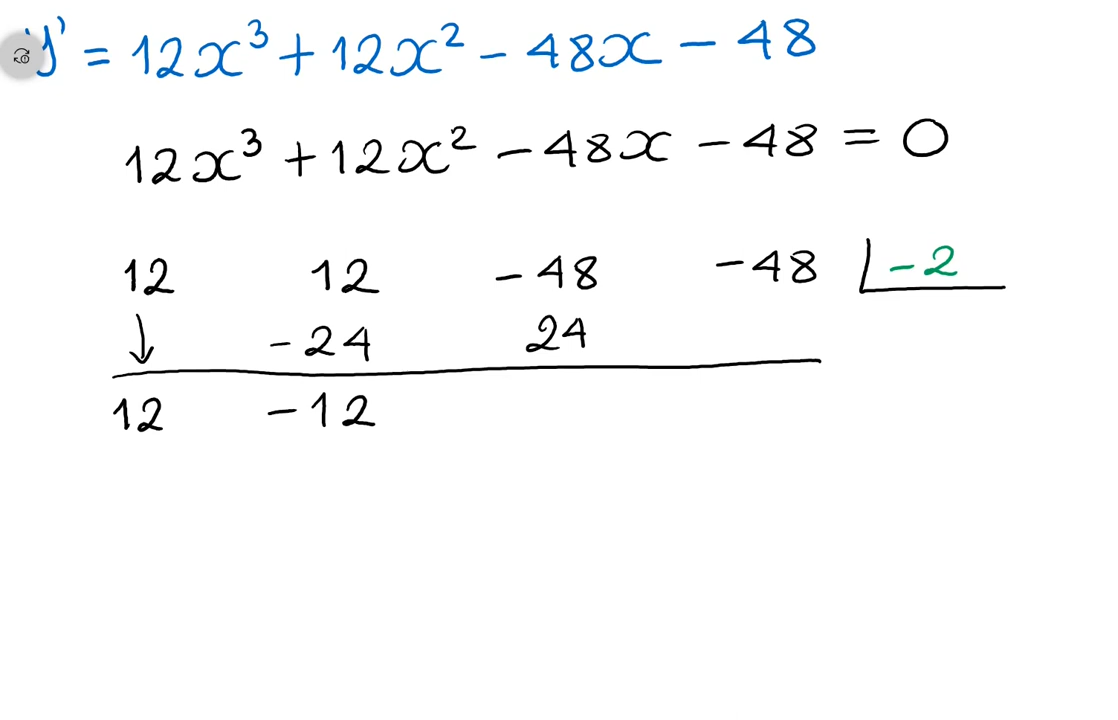 y' = 12x³ + 12x² - 48x - 48
12x³ + 12x² - 48x - 48 = 0
12 12 -48 -48 |-2
↓ -24 24
12 -12